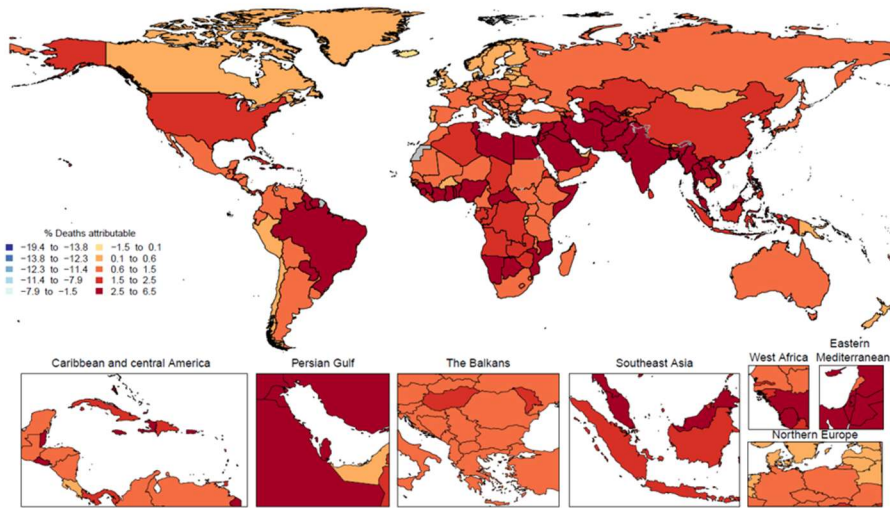 % Deaths attributable
−19.4 to −13.8
−13.8 to −12.3
−12.3 to −11.4
−11.4 to −7.9
−7.9 to −1.5
−1.5 to 0.1
0.1 to 0.6
0.6 to 1.5
1.5 to 2.5
2.5 to 6.5
Caribbean and central America
Persian Gulf
The Balkans
Southeast Asia
West Africa
Eastern
Mediterranean
Northern Europe